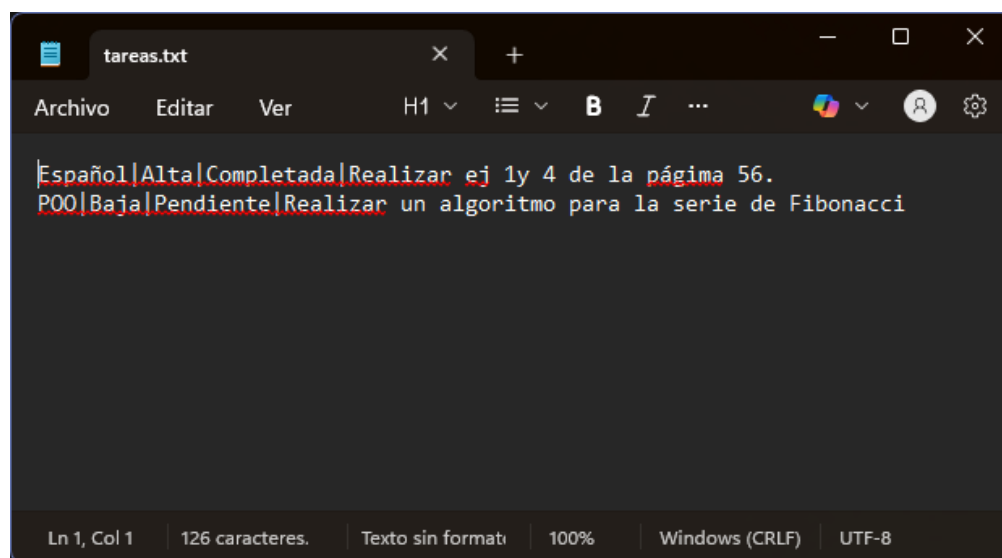 tareas.txt
Archivo Editar Ver H1 B I ...
Español|Alta|Completada|Realizar ej 1y 4 de la página 56.
POO|Baja|Pendiente|Realizar un algoritmo para la serie de Fibonacci
Ln 1, Col 1 126 caracteres. Texto sin formato 100% Windows (CRLF) UTF-8